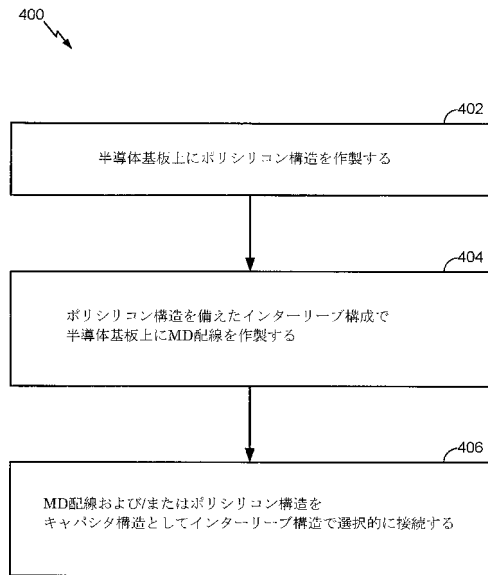 400
402
半導体基板上にポリシリコン構造を作製する
404
ポリシリコン構造を備えたインターリーブ構成で
半導体基板上にMD配線を作製する
406
MD配線および/またはポリシリコン構造を
キャパシタ構造としてインターリーブ構造で選択的に接続する